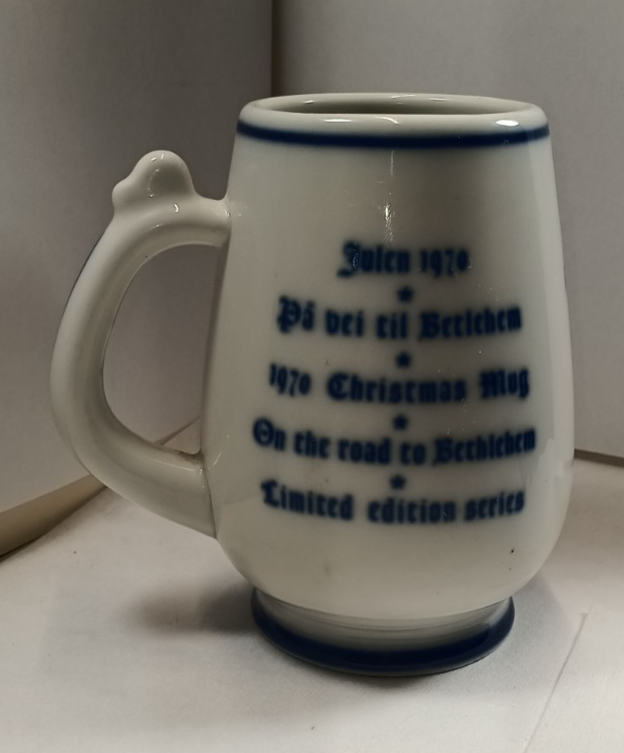 Julen 1970
*
På vei til Betlehem
*
1970 Christmas Mug
*
On the road to Bethlehem
*
Limited edition series